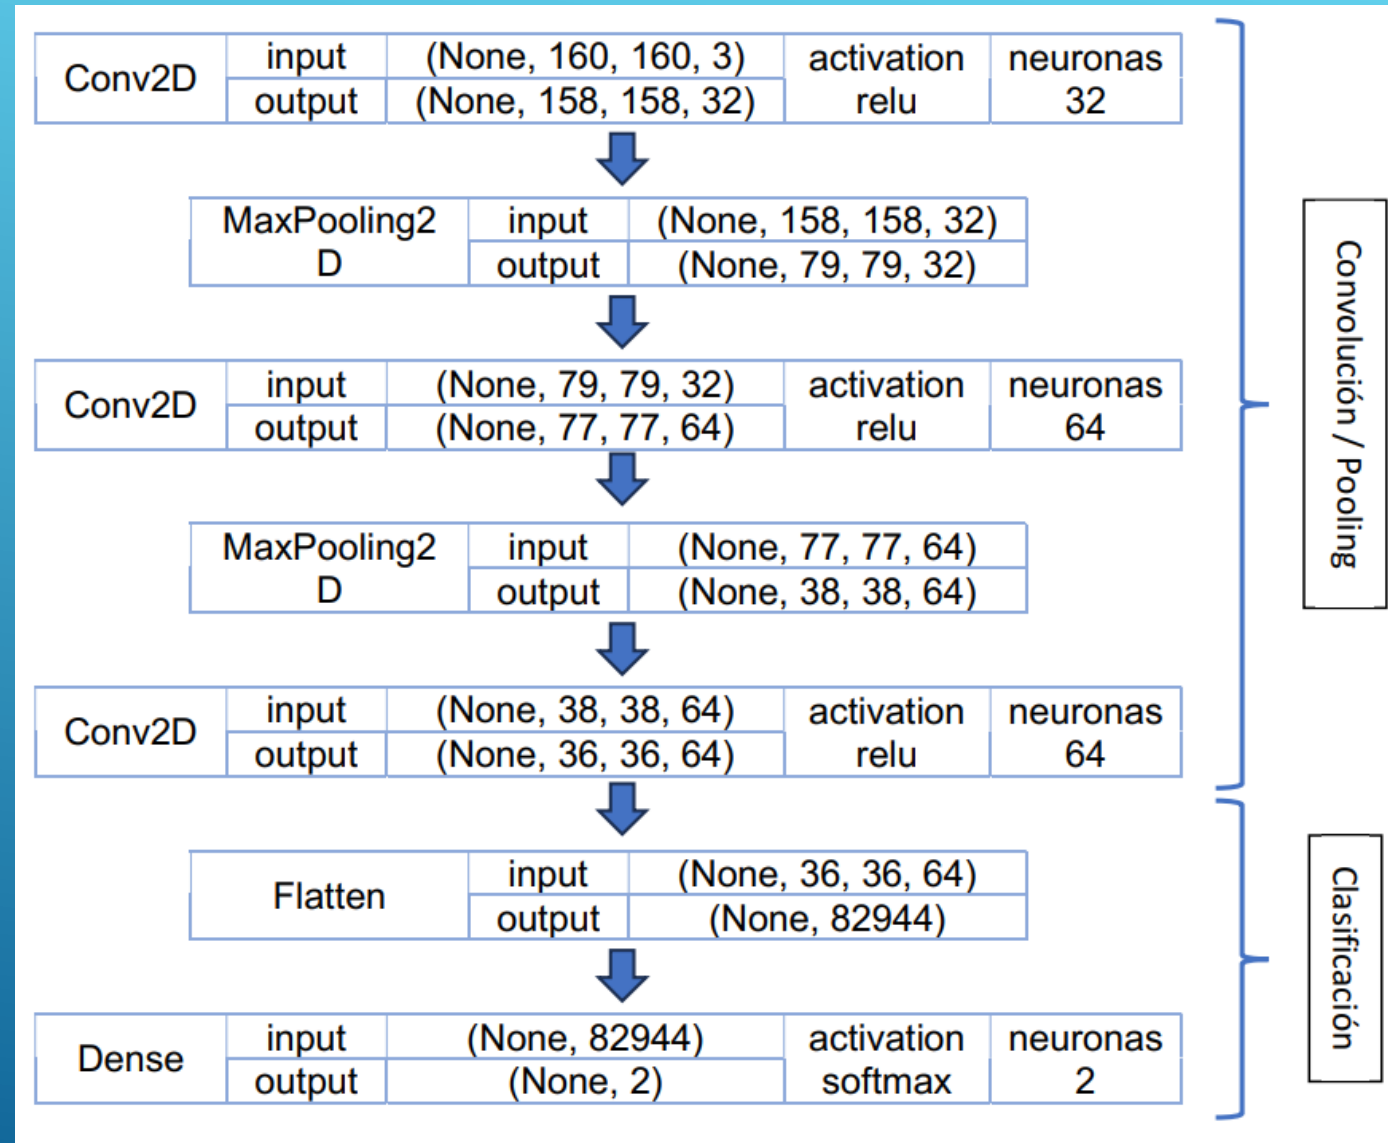 Conv2D input (None, 160, 160, 3) activation neuronas
output (None, 158, 158, 32) relu 32
MaxPooling2 input (None, 158, 158, 32)
D output (None, 79, 79, 32)
Conv2D input (None, 79, 79, 32) activation neuronas
output (None, 77, 77, 64) relu 64
MaxPooling2 input (None, 77, 77, 64)
D output (None, 38, 38, 64)
Conv2D input (None, 38, 38, 64) activation neuronas
output (None, 36, 36, 64) relu 64
Convolución / Pooling
Flatten input (None, 36, 36, 64)
output (None, 82944)
Dense input (None, 82944) activation neuronas
output (None, 2) softmax 2
Clasificación